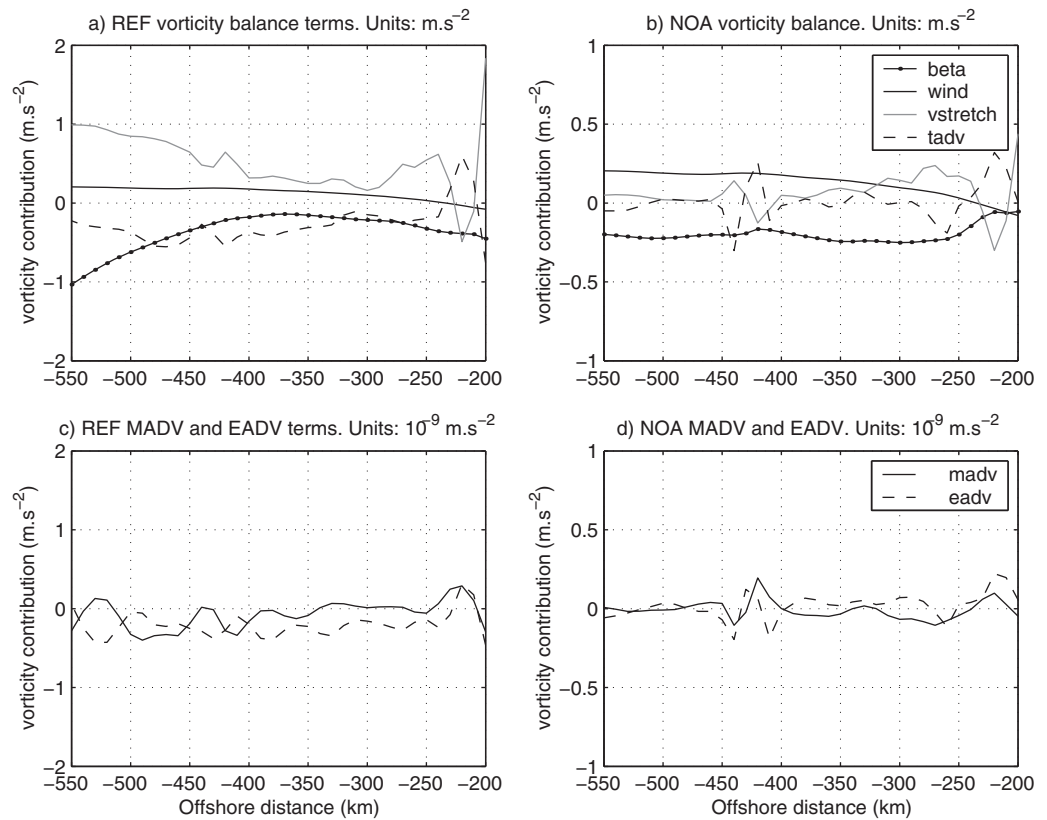 a) REF vorticity balance terms. Units: m.s−2
b) NOA vorticity balance. Units: m.s−2
vorticity contribution (m.s−2)
2
1
0
−1
−2
−550 −500 −450 −400 −350 −300 −250 −200
vorticity contribution (m.s−2)
1
0.5
0
−0.5
−1
−550 −500 −450 −400 −350 −300 −250 −200
beta
wind
vstretch
tadv
c) REF MADV and EADV terms. Units: 10−9 m.s−2
d) NOA MADV and EADV. Units: 10−9 m.s−2
vorticity contribution (m.s−2)
2
1
0
−1
−2
−550 −500 −450 −400 −350 −300 −250 −200
Offshore distance (km)
vorticity contribution (m.s−2)
1
0.5
0
−0.5
−1
−550 −500 −450 −400 −350 −300 −250 −200
Offshore distance (km)
madv
eadv